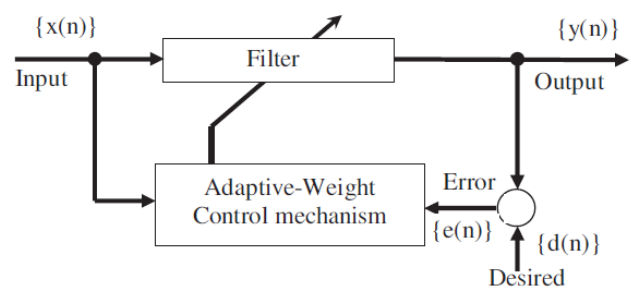 {x(n)}
{y(n)}
Filter
Input
Output
Adaptive-Weight
Control mechanism
Error
{e(n)}
{d(n)}
Desired